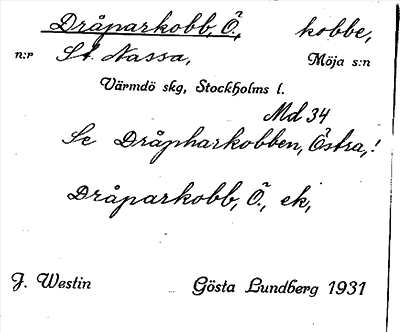 Dråparkobb, Ö., kobbe,
n:r St. Nassa, Möja s:n
Värmdö skg, Stockholms l.
Md 34
Se Dråpharkobben, Östra,!
Dråparkobb, Ö., ek,
J. Westin Gösta Lundberg 1931